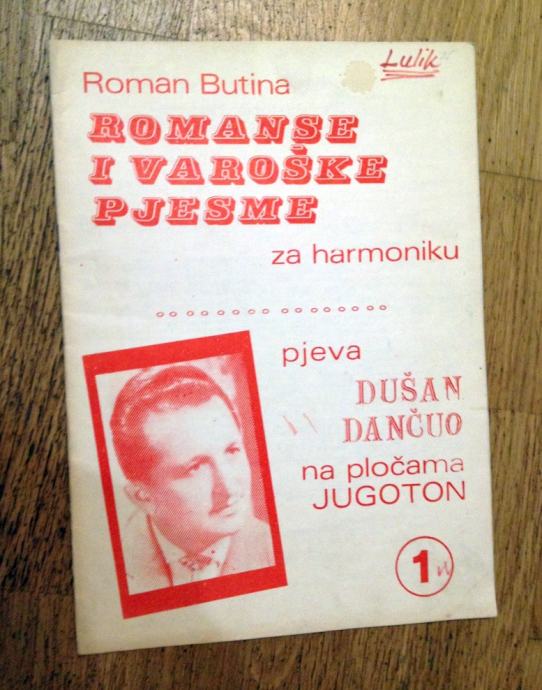 Lulik
Roman Butina
ROMANSE
I VAROŠKE
PJESME
za harmoniku
pjeva
DUŠAN
DANČUO
na pločama
JUGOTON
1